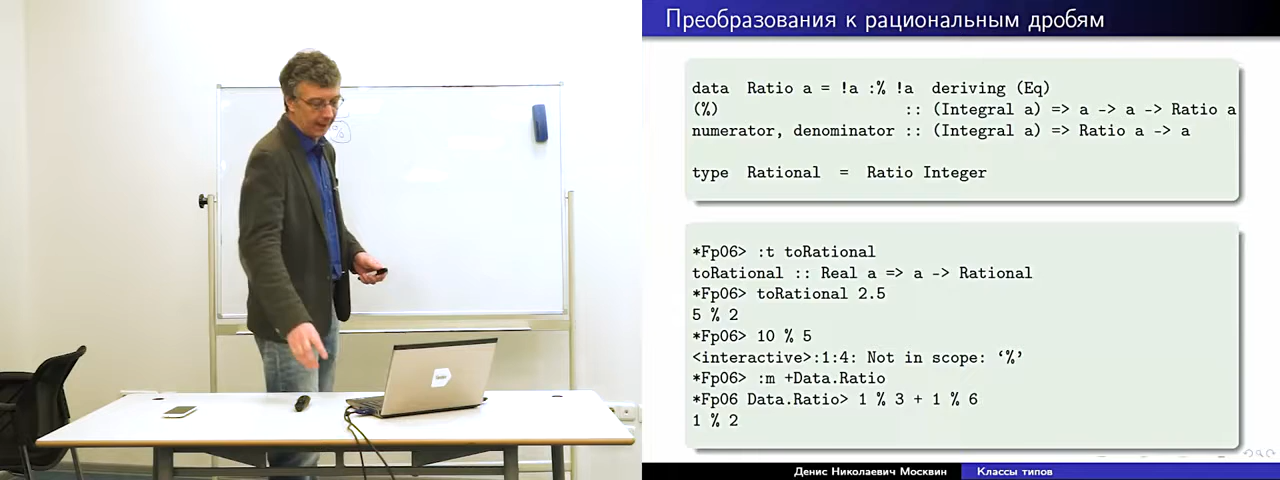 Преобразования к рациональным дробям
data Ratio a = !a :% !a deriving (Eq)
(%) :: (Integral a) => a -> a -> Ratio a
numerator, denominator :: (Integral a) => Ratio a -> a
type Rational = Ratio Integer
*Fp06> :t toRational
toRational :: Real a => a -> Rational
*Fp06> toRational 2.5
5 % 2
*Fp06> 10 % 5
<interactive>:1:4: Not in scope: ‘%’
*Fp06> :m +Data.Ratio
*Fp06 Data.Ratio> 1 % 3 + 1 % 6
1 % 2
Денис Николаевич Москвин
Классы типов
%